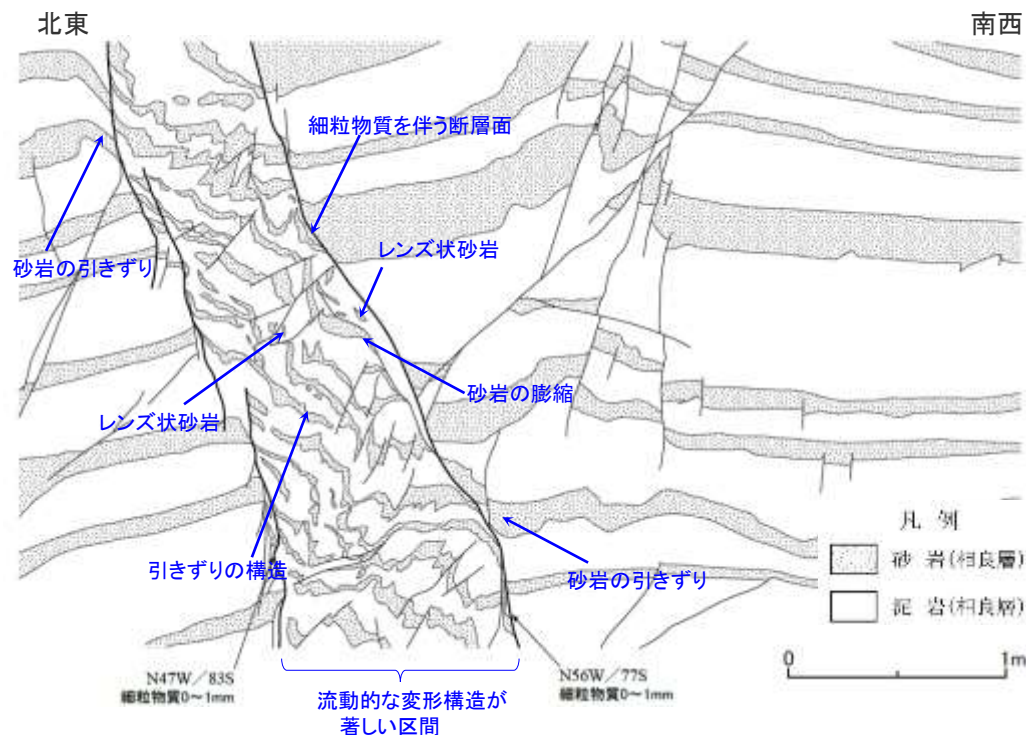 北東
南西
細粒物質を伴う断層面
レンズ状砂岩
砂岩の引きずり
砂岩の膨縮
レンズ状砂岩
引きずりの構造
砂岩の引きずり
凡 例
砂 岩(相良層)
泥 岩(相良層)
0 1m
N47W/83S
細粒物質0~1mm
N56W/77S
細粒物質0~1mm
流動的な変形構造が
著しい区間